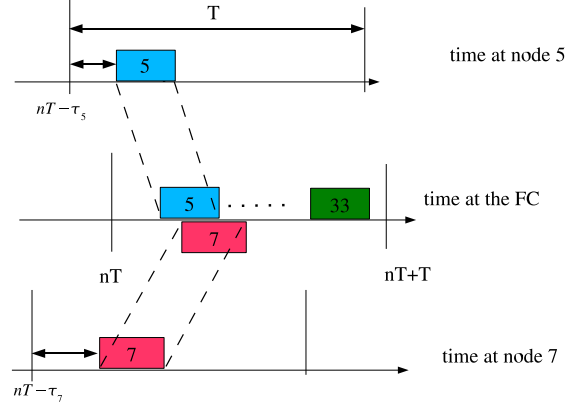 T
5
time at node 5
nT−τ₅
5 . . . . . 33
time at the FC
7
nT
nT+T
7
time at node 7
nT−τ₇